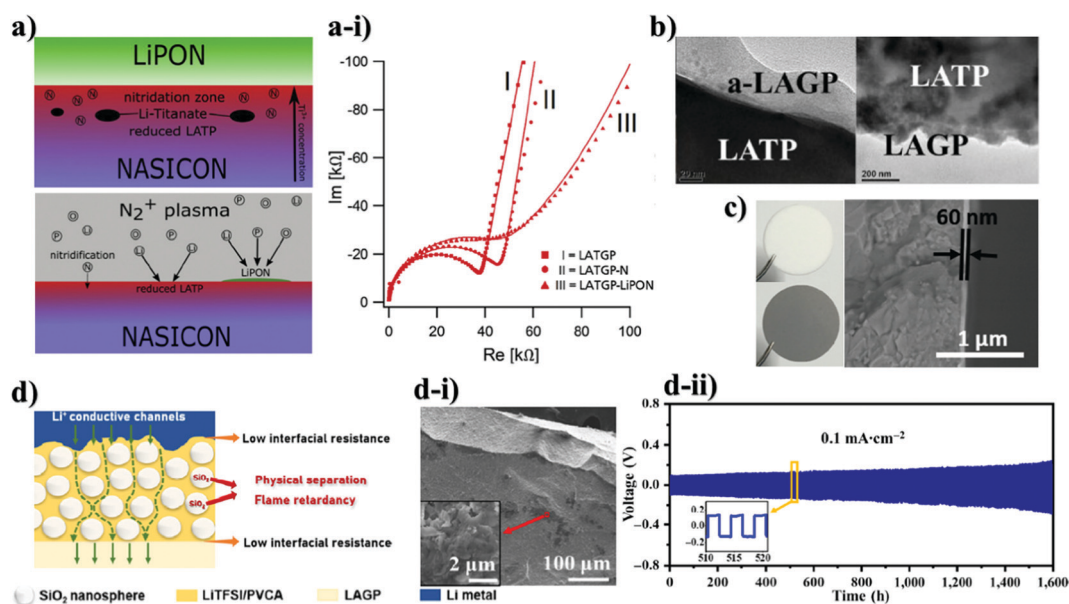 a)
LiPON
N
N
N
N
N
N
nitridation zone
Li-Titanate
reduced LATP
NASICON
Ti³⁺ concentration
N₂⁺ plasma
P
O
Li
P
Li
O
Li
P
O
nitridification
N
LiPON
reduced LATP
NASICON
a-i)
-100
-80
-60
-40
-20
0
Im [kΩ]
I
II
III
I = LATGP
II = LATGP-N
III = LATGP-LiPON
0
20
40
60
80
100
Re [kΩ]
b)
a-LAGP
LATP
20 nm
LATP
LAGP
200 nm
c)
60 nm
1 µm
d)
Li⁺ conductive channels
Low interfacial resistance
SiO₂
Physical separation
SiO₂
Flame retardancy
Low interfacial resistance
SiO₂ nanosphere
LiTFSI/PVCA
LAGP
Li metal
d-i)
2 µm
100 µm
d-ii)
0.8
0.4
0.0
−0.4
−0.8
Voltage (V)
0.1 mA·cm⁻²
0.2
0.0
−0.2
510
515
520
0
200
400
600
800
1,000
1,200
1,400
1,600
Time (h)